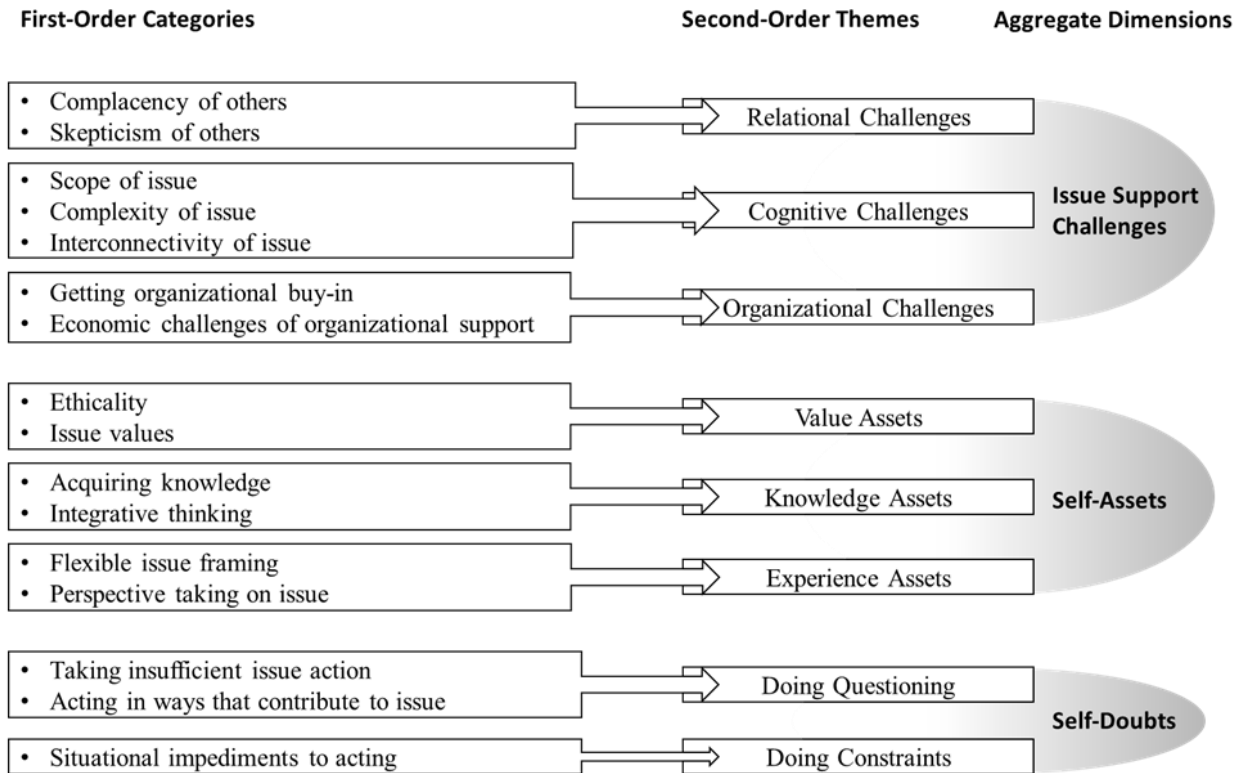 First-Order Categories
Second-Order Themes
Aggregate Dimensions
• Complacency of others
• Skepticism of others
Relational Challenges
• Scope of issue
• Complexity of issue
• Interconnectivity of issue
Cognitive Challenges
• Getting organizational buy-in
• Economic challenges of organizational support
Organizational Challenges
Issue Support
Challenges
• Ethicality
• Issue values
Value Assets
• Acquiring knowledge
• Integrative thinking
Knowledge Assets
• Flexible issue framing
• Perspective taking on issue
Experience Assets
Self-Assets
• Taking insufficient issue action
• Acting in ways that contribute to issue
Doing Questioning
• Situational impediments to acting
Doing Constraints
Self-Doubts